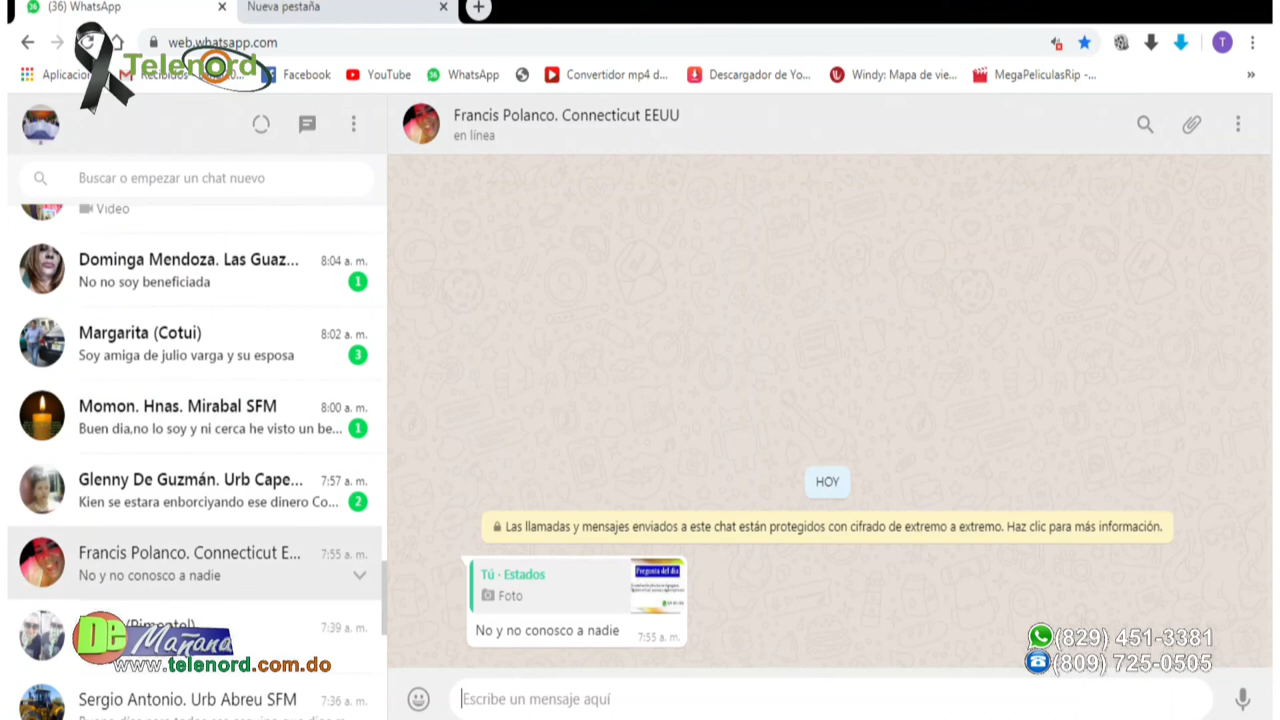 (36) WhatsApp
Nueva pestaña
web.whatsapp.com
Telenord
Aplicacion
Recibidos
Facebook
YouTube
WhatsApp
Convertidor mp4 d...
Descargador de Yo...
Windy: Mapa de vie...
MegaPeliculasRip -...
»
T
Francis Polanco. Connecticut EEUU
en línea
Buscar o empezar un chat nuevo
Video
Dominga Mendoza. Las Guaz... 8:04 a. m.
No no soy beneficiada 1
Margarita (Cotui) 8:02 a. m.
Soy amiga de julio varga y su esposa 3
Momon. Hnas. Mirabal SFM 8:00 a. m.
Buen dia,no lo soy y ni cerca he visto un be... 1
Glenny De Guzmán. Urb Cape... 7:57 a. m.
Kien se estara enborciyando ese dinero Co... 2
Francis Polanco. Connecticut E... 7:55 a. m.
No y no conosco a nadie
(Pimentel) 7:39 a. m.
De Mañana
www.telenord.com.do
Sergio Antonio. Urb Abreu SFM 7:36 a. m.
HOY
Las llamadas y mensajes enviados a este chat están protegidos con cifrado de extremo a extremo. Haz clic para más información.
Tú · Estados
Foto
Pregunta del dia
No y no conosco a nadie 7:55 a. m.
(829) 451-3381
(809) 725-0505
Escribe un mensaje aquí